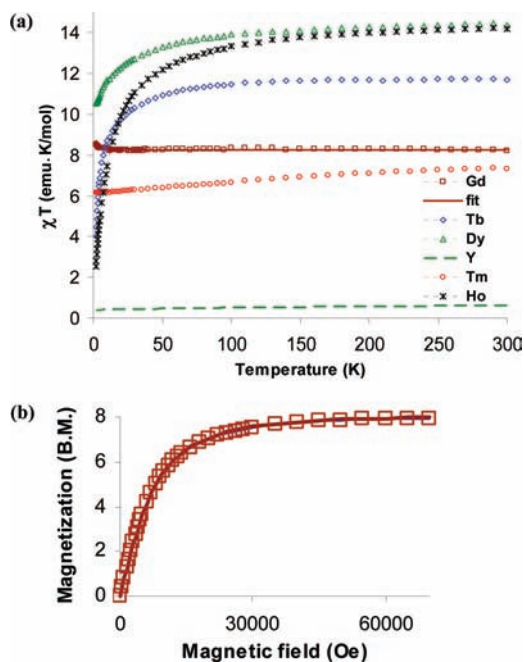 (a)
14
12
10
8
6
4
2
0
χ T (emu·K/mol)
Gd
fit
Tb
Dy
Y
Tm
Ho
0 50 100 150 200 250 300
Temperature (K)
(b)
8
6
4
2
0
Magnetization (B.M.)
0 30000 60000
Magnetic field (Oe)